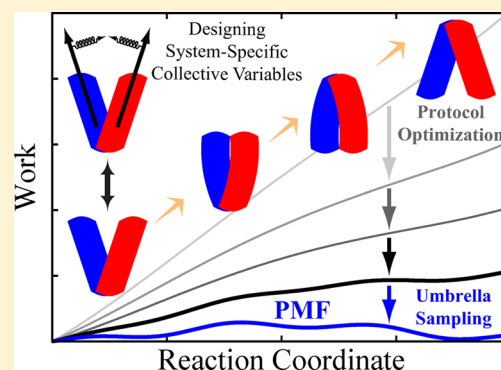 Designing
System-Specific
Collective Variables
Protocol
Optimization
Work
PMF
Umbrella
Sampling
Reaction Coordinate